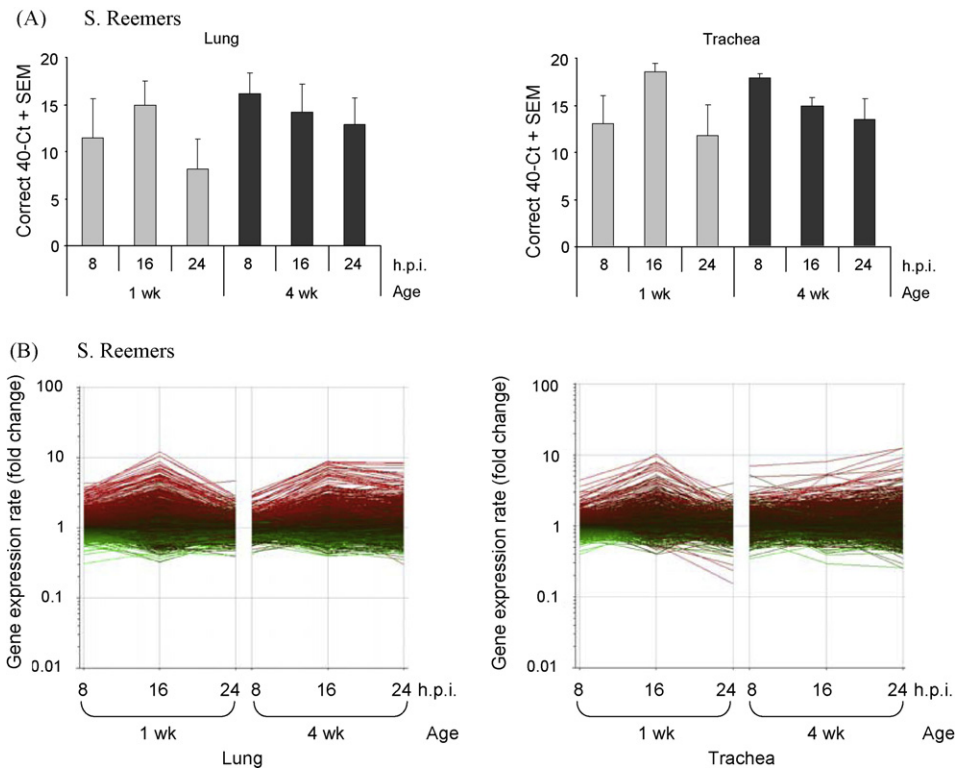 (A) S. Reemers
Lung
Correct 40-Ct + SEM
20
15
10
5
0
8 16 24 8 16 24 h.p.i.
1 wk 4 wk Age
Trachea
Correct 40-Ct + SEM
20
15
10
5
0
8 16 24 8 16 24 h.p.i.
1 wk 4 wk Age
(B) S. Reemers
Gene expression rate (fold change)
100
10
1
0.1
0.01
8 16 24 8 16 24 h.p.i.
1 wk 4 wk Age
Lung
Gene expression rate (fold change)
100
10
1
0.1
0.01
8 16 24 8 16 24 h.p.i.
1 wk 4 wk Age
Trachea